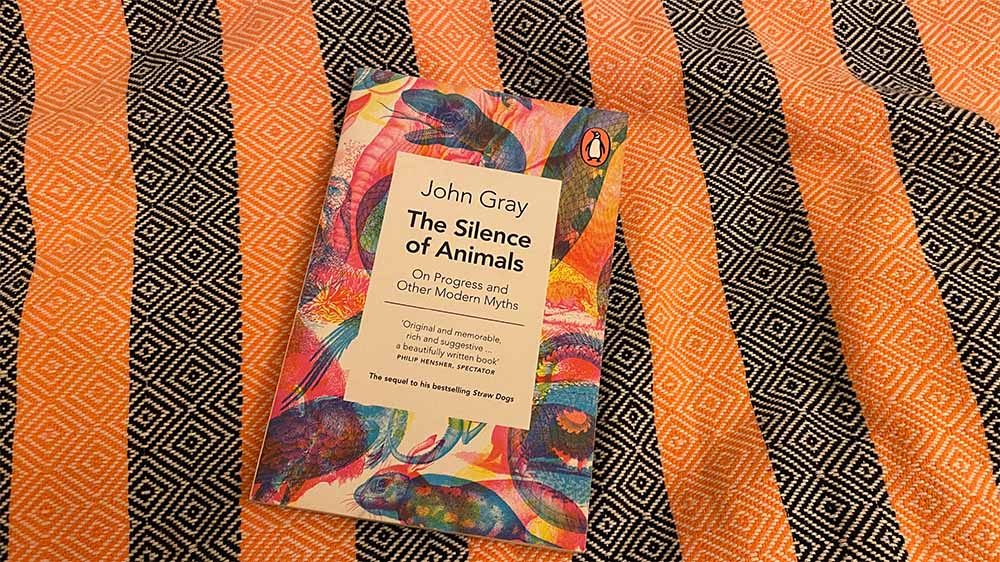 John Gray
The Silence
of Animals
On Progress and
Other Modern Myths
‘Original and memorable,
rich and suggestive ...
a beautifully written book’
PHILIP HENSHER, SPECTATOR
The sequel to his bestselling Straw Dogs